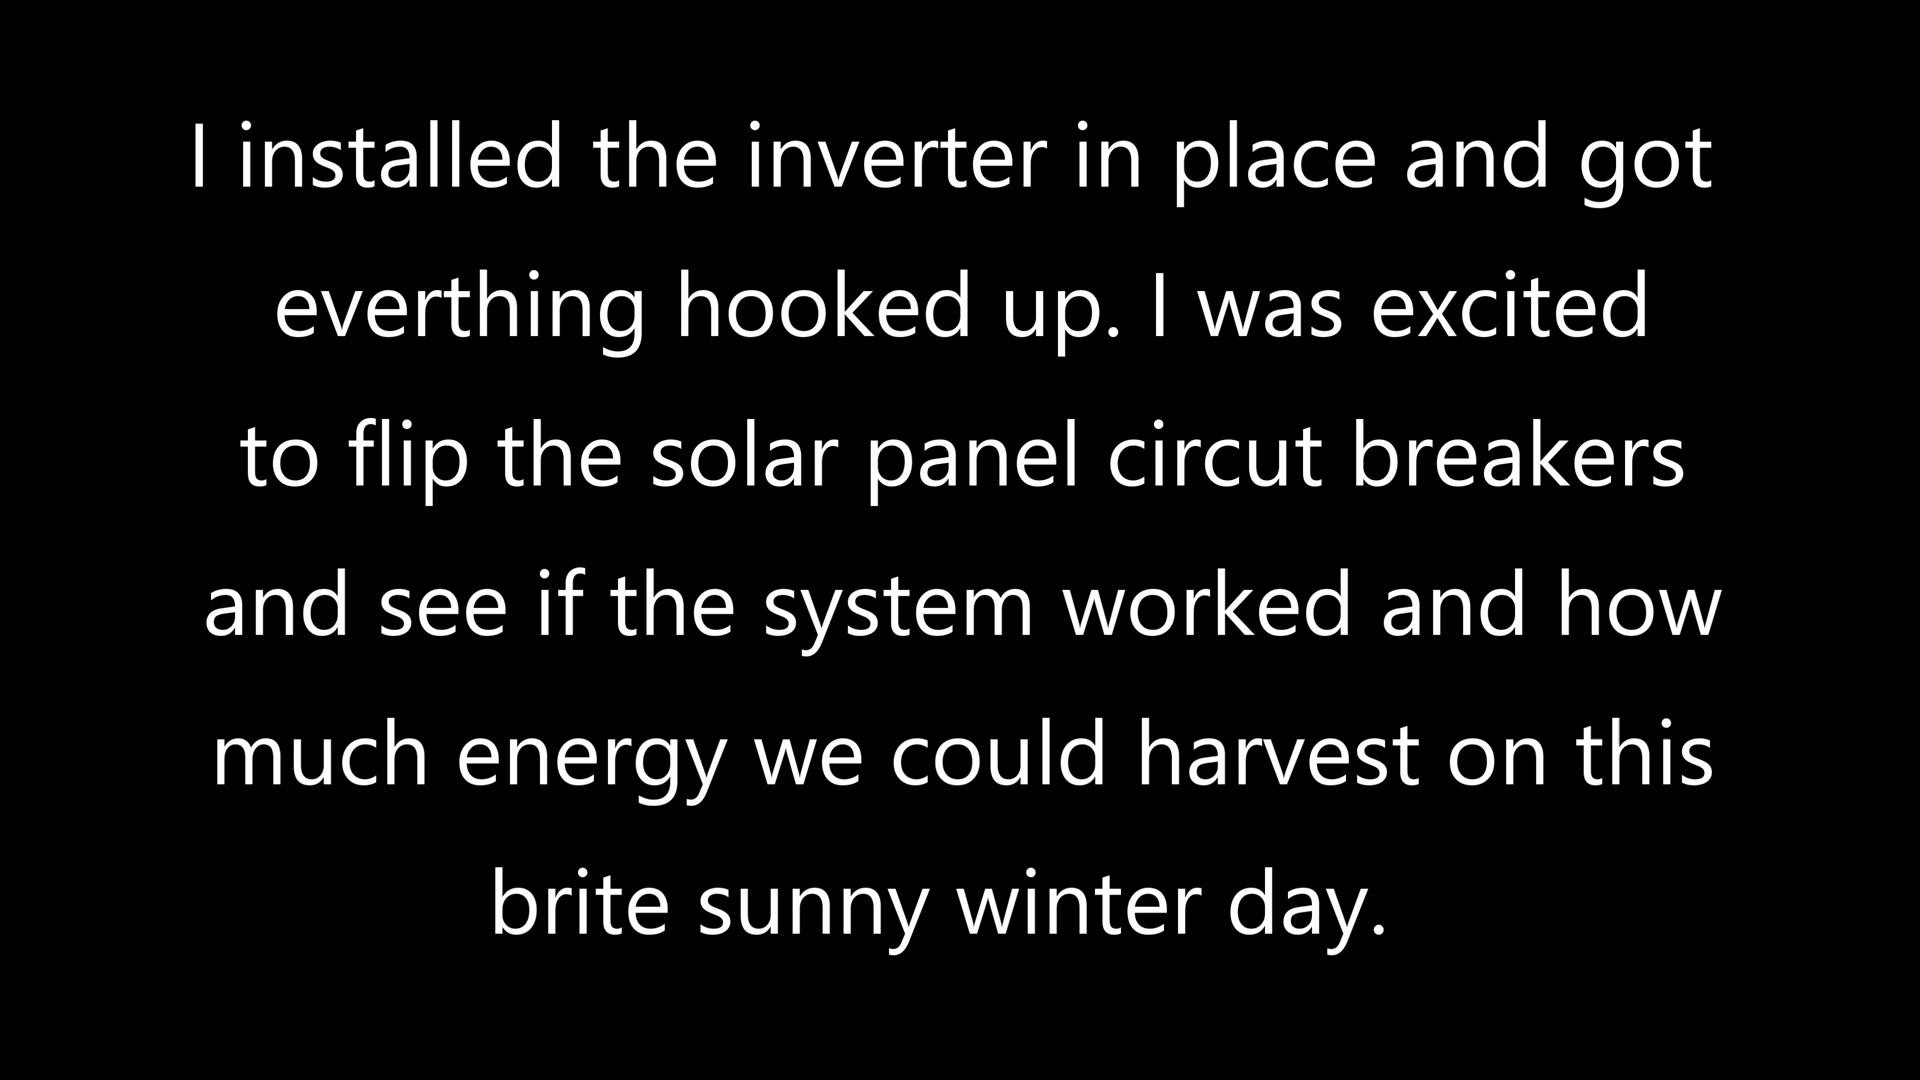 I installed the inverter in place and got
everthing hooked up. I was excited
to flip the solar panel circut breakers
and see if the system worked and how
much energy we could harvest on this
brite sunny winter day.